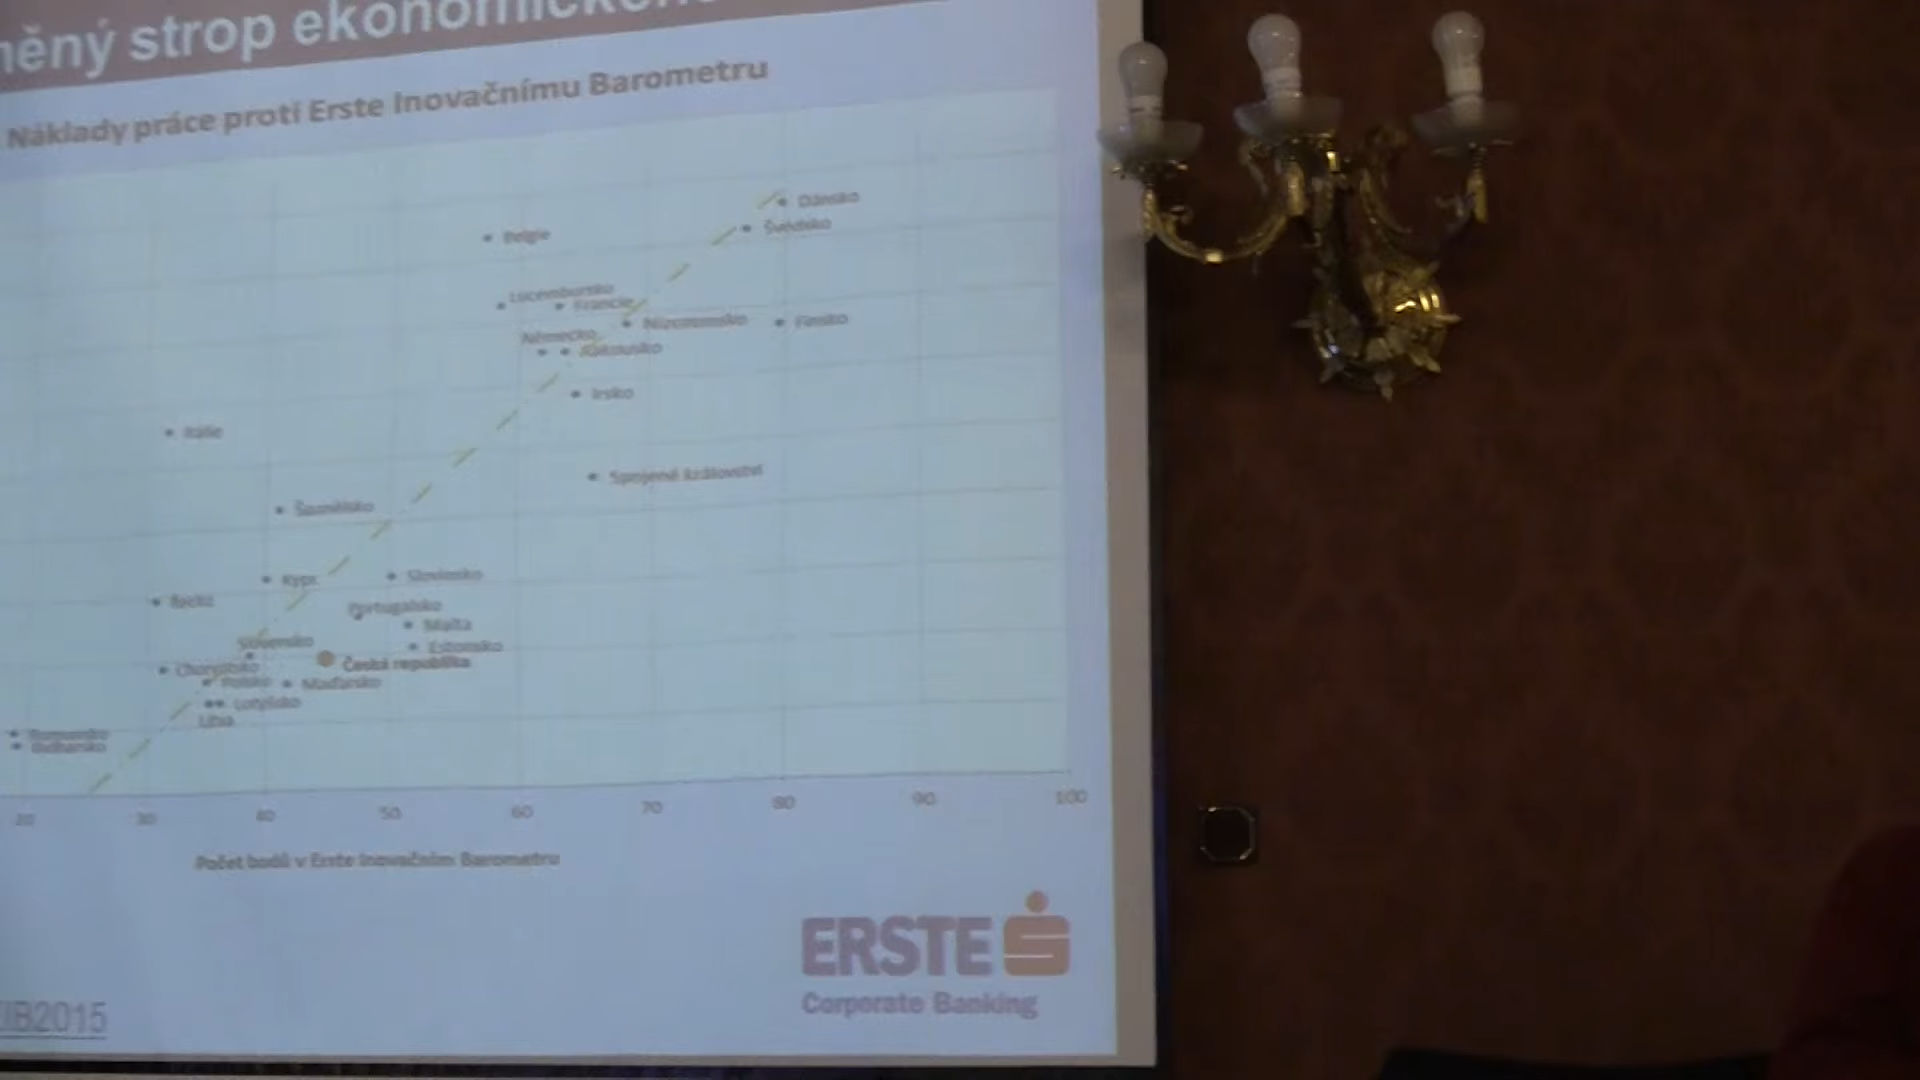 něný strop ekonomickéh
Náklady práce proti Erste Inovačnímu Barometru
Dánsko
Švédsko
Belgie
Lucembursko
Francie
Nizozemsko
Finsko
Německo
Rakousko
Irsko
Itálie
Spojené království
Španělsko
Kypr
Slovinsko
Řecko
Portugalsko
Malta
Slovensko
Estonsko
Česká republika
Chorvatsko
Polsko
Maďarsko
Lotyšsko
Litva
Rumunsko
Bulharsko
20 30 40 50 60 70 80 90 100
Počet bodů v Erste Inovačním Barometru
ERSTE
Corporate Banking
IB2015